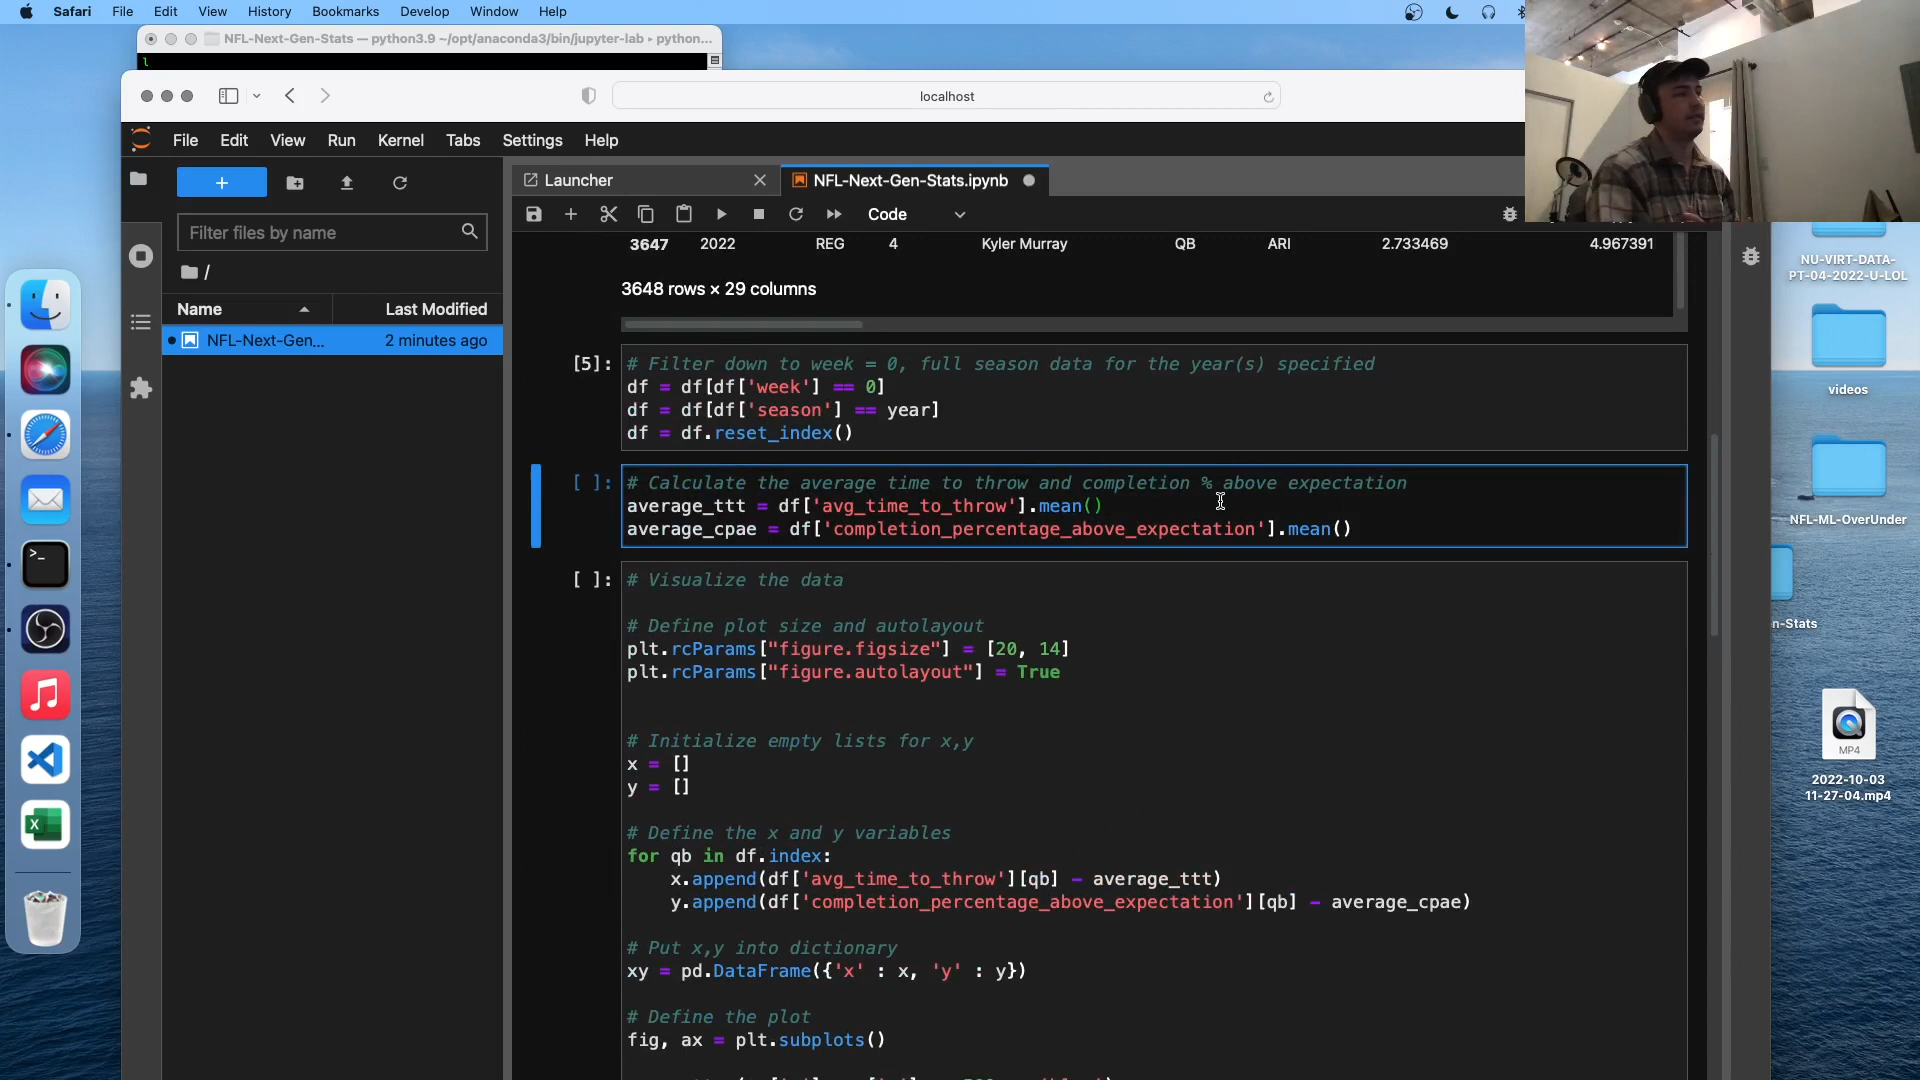 Safari File Edit View History Bookmarks Develop Window Help
NFL-Next-Gen-Stats — python3.9 ~/opt/anaconda3/bin/jupyter-lab ▸ python...
l
localhost
File Edit View Run Kernel Tabs Settings Help
Launcher
NFL-Next-Gen-Stats.ipynb
Code
Filter files by name
/
Name Last Modified
NFL-Next-Gen... 2 minutes ago
3647 2022 REG 4 Kyler Murray QB ARI 2.733469 4.967391
3648 rows × 29 columns
[5]: # Filter down to week = 0, full season data for the year(s) specified
df = df[df['week'] == 0]
df = df[df['season'] == year]
df = df.reset_index()
[ ]: # Calculate the average time to throw and completion % above expectation
average_ttt = df['avg_time_to_throw'].mean()
average_cpae = df['completion_percentage_above_expectation'].mean()
[ ]: # Visualize the data
# Define plot size and autolayout
plt.rcParams["figure.figsize"] = [20, 14]
plt.rcParams["figure.autolayout"] = True
# Initialize empty lists for x,y
x = []
y = []
# Define the x and y variables
for qb in df.index:
x.append(df['avg_time_to_throw'][qb] - average_ttt)
y.append(df['completion_percentage_above_expectation'][qb] - average_cpae)
# Put x,y into dictionary
xy = pd.DataFrame({'x' : x, 'y' : y})
# Define the plot
fig, ax = plt.subplots()
NU-VIRT-DATA-
PT-04-2022-U-LOL
videos
NFL-ML-OverUnder
n-Stats
MP4
2022-10-03
11-27-04.mp4